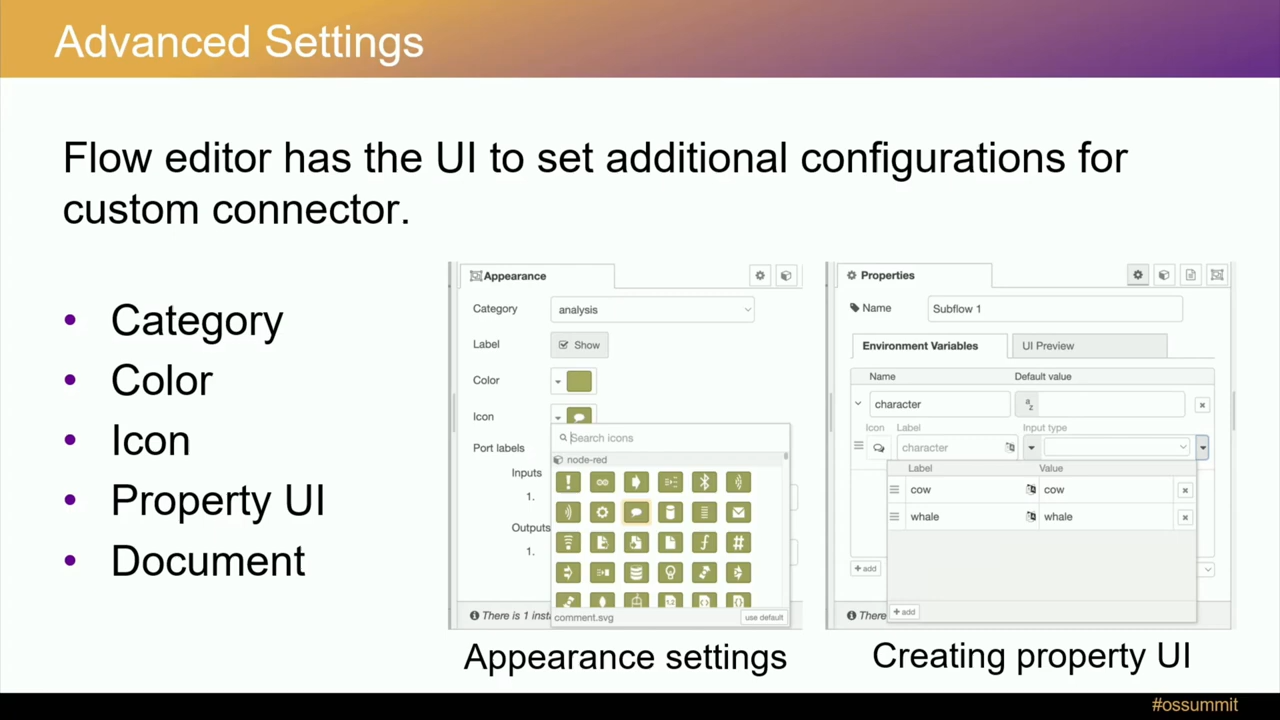 Advanced Settings
Flow editor has the UI to set additional configurations for
custom connector.
• Category
• Color
• Icon
• Property UI
• Document
Appearance
Category
analysis
Label
Show
Color
Icon
Search icons
node-red
Port labels
Inputs
1.
Outputs
1.
There is 1 inst
comment.svg
use default
Appearance settings
Properties
Name
Subflow 1
Environment Variables
UI Preview
Name
Default value
character
a
z
Icon
Label
Input type
character
Label
Value
cow
cow
whale
whale
+ add
+ add
There
Creating property UI
#ossummit